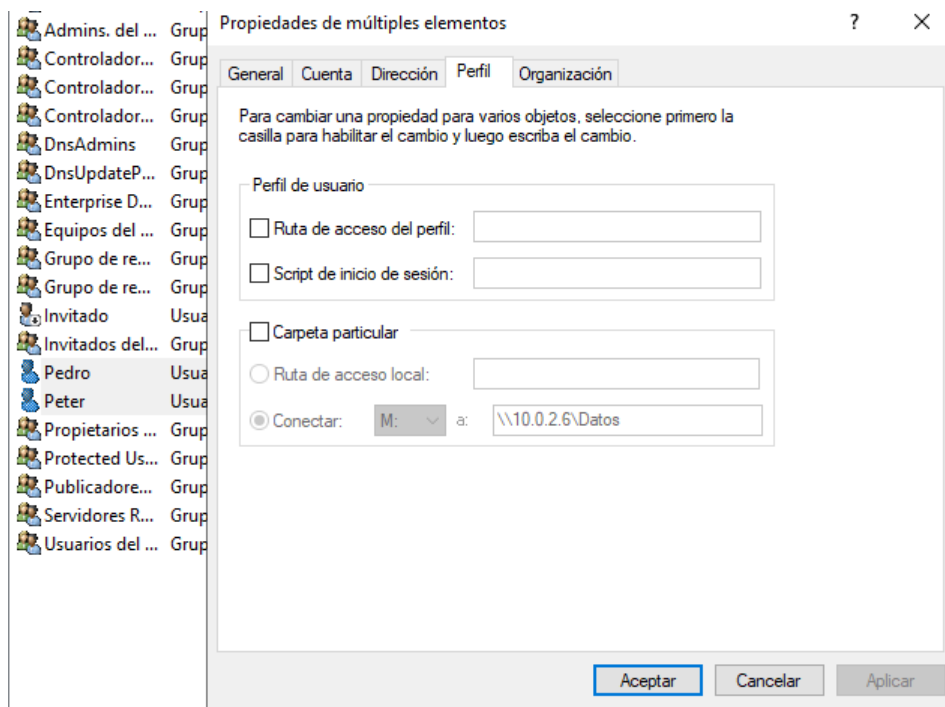 Admins. del ... Grup
Controlador... Grup
Controlador... Grup
Controlador... Grup
DnsAdmins Grup
DnsUpdateP... Grup
Enterprise D... Grup
Equipos del ... Grup
Grupo de re... Grup
Grupo de re... Grup
Invitado Usua
Invitados del... Grup
Pedro Usua
Peter Usua
Propietarios ... Grup
Protected Us... Grup
Publicadore... Grup
Servidores R... Grup
Usuarios del ... Grup
Propiedades de múltiples elementos ? ×
General Cuenta Dirección Perfil Organización
Para cambiar una propiedad para varios objetos, seleccione primero la
casilla para habilitar el cambio y luego escriba el cambio.
Perfil de usuario
Ruta de acceso del perfil:
Script de inicio de sesión:
Carpeta particular
Ruta de acceso local:
Conectar: M: a: \\10.0.2.6\Datos
Aceptar Cancelar Aplicar